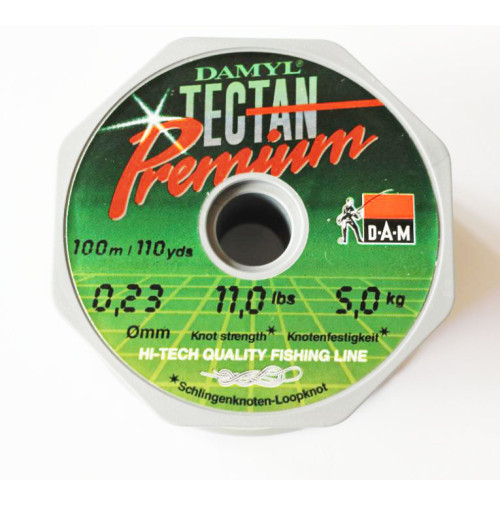 DAMYL®
TECTAN
Premium
D·A·M
100m / 110yds
0,23 11,0 lbs 5,0 kg
Ømm Knot strength* Knotenfestigkeit*
HI-TECH QUALITY FISHING LINE
*Schlingenknoten-Loopknot